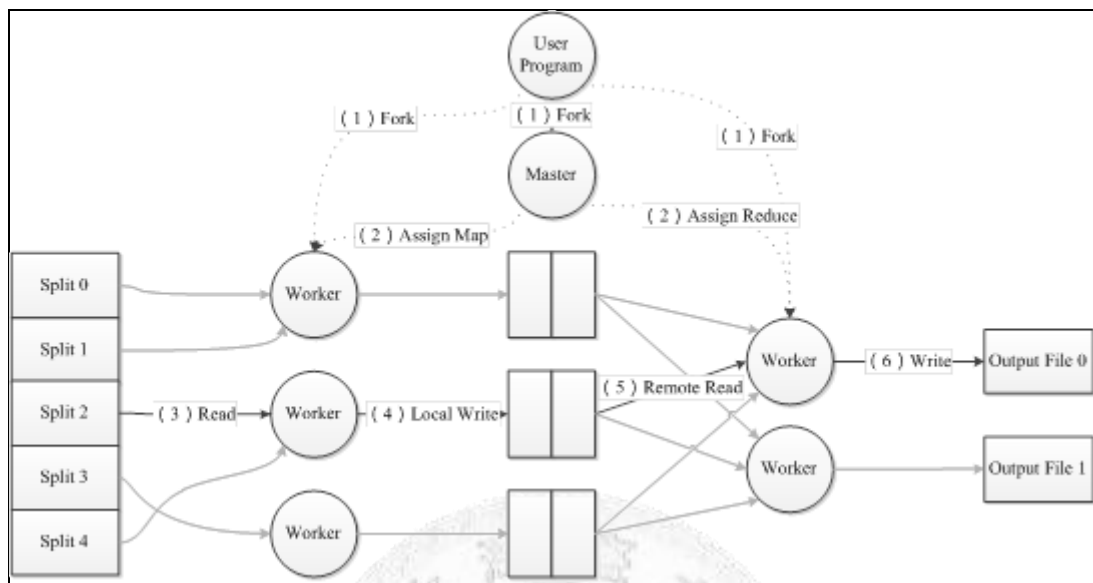 User
Program
( 1 ) Fork
( 1 ) Fork
( 1 ) Fork
Master
( 2 ) Assign Map
( 2 ) Assign Reduce
Split 0
Split 1
Split 2
Split 3
Split 4
Worker
( 3 ) Read
Worker
( 4 ) Local Write
Worker
( 5 ) Remote Read
Worker
( 6 ) Write
Output File 0
Worker
Output File 1